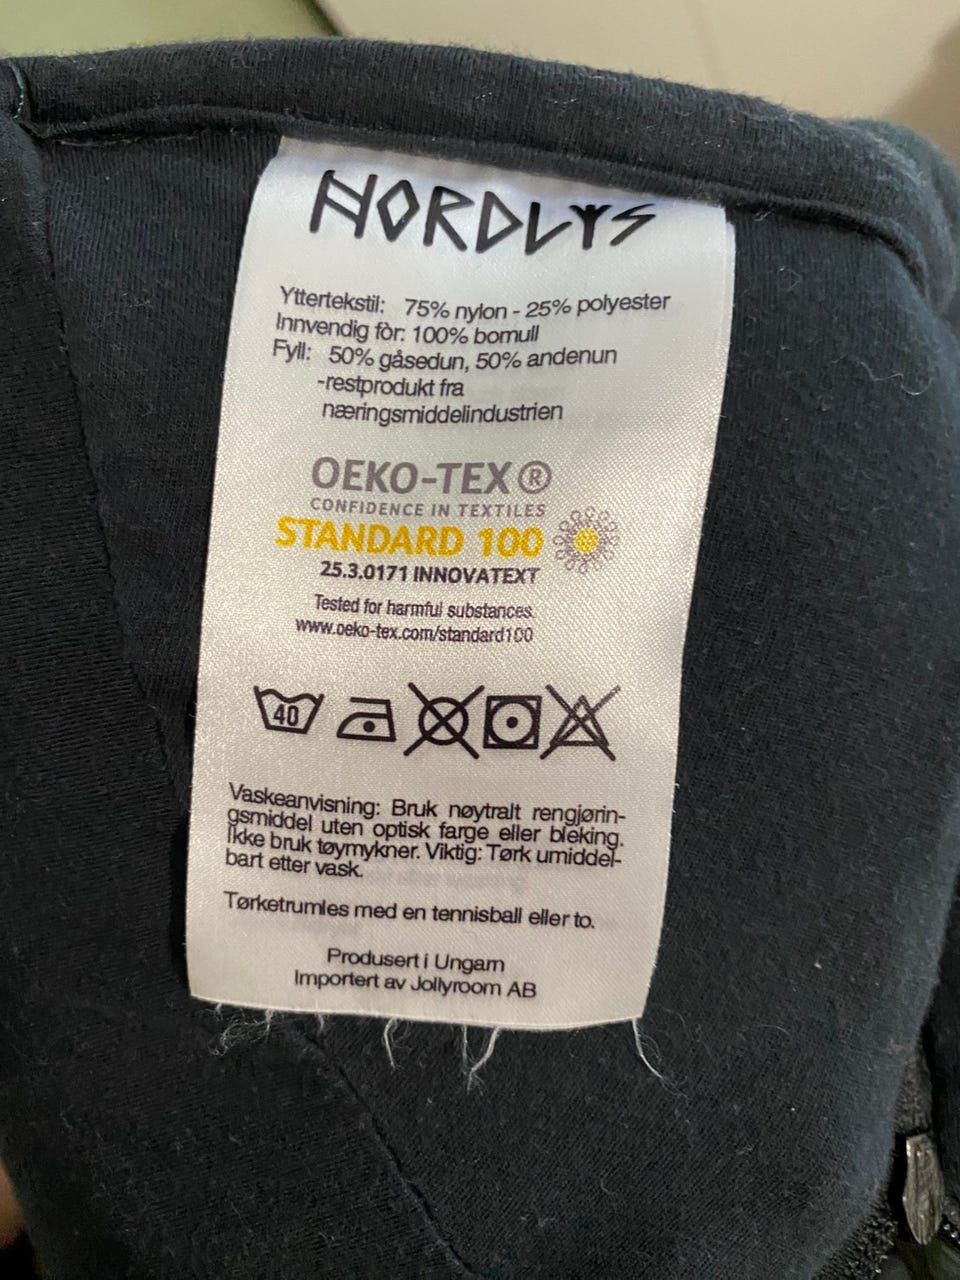 NORDLYS
Yttertekstil: 75% nylon - 25% polyester
Innvendig fòr: 100% bomull
Fyll: 50% gåsedun, 50% andenun
-restprodukt fra
næringsmiddelindustrien
OEKO-TEX®
CONFIDENCE IN TEXTILES
STANDARD 100
25.3.0171 INNOVATEXT
Tested for harmful substances.
www.oeko-tex.com/standard100
40
Vaskeanvisning: Bruk nøytralt rengjørin-
gsmiddel uten optisk farge eller bleking.
Ikke bruk tøymykner. Viktig: Tørk umiddel-
bart etter vask.
Tørketrumles med en tennisball eller to.
Produsert i Ungarn
Importert av Jollyroom AB